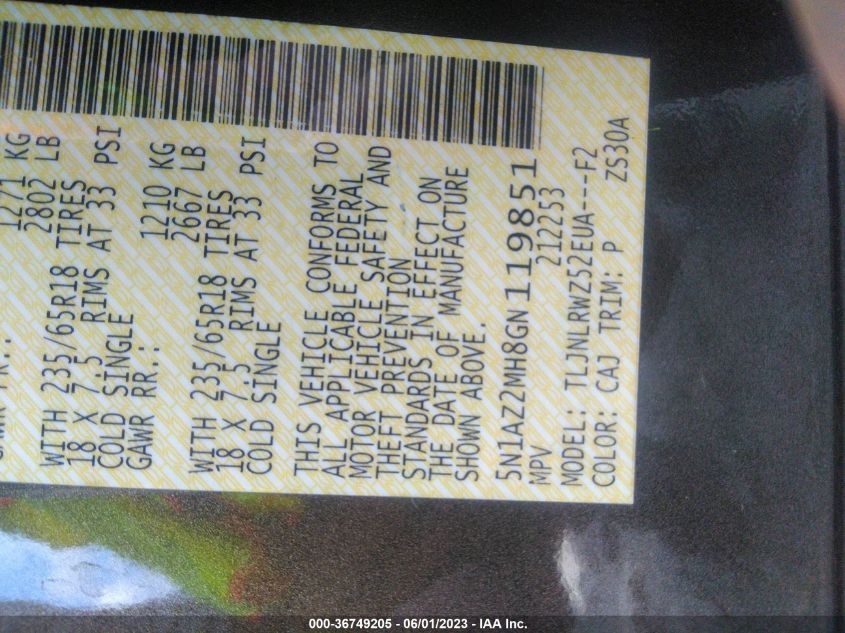 1271 KG
2802 LB
WITH 235/65R18 TIRES
18 X 7.5 RIMS AT 33 PSI
COLD SINGLE
GAWR RR.: 1210 KG
2667 LB
WITH 235/65R18 TIRES
18 X 7.5 RIMS AT 33 PSI
COLD SINGLE
THIS VEHICLE CONFORMS TO
ALL APPLICABLE FEDERAL
MOTOR VEHICLE SAFETY AND
THEFT PREVENTION
STANDARDS IN EFFECT ON
THE DATE OF MANUFACTURE
SHOWN ABOVE.
5N1AZ2MH8GN119851
MPV 212253
MODEL: TLJNLRWZ52EUA---F2
COLOR: CAJ TRIM: P ZS30A
000-36749205 - 06/01/2023 - IAA Inc.